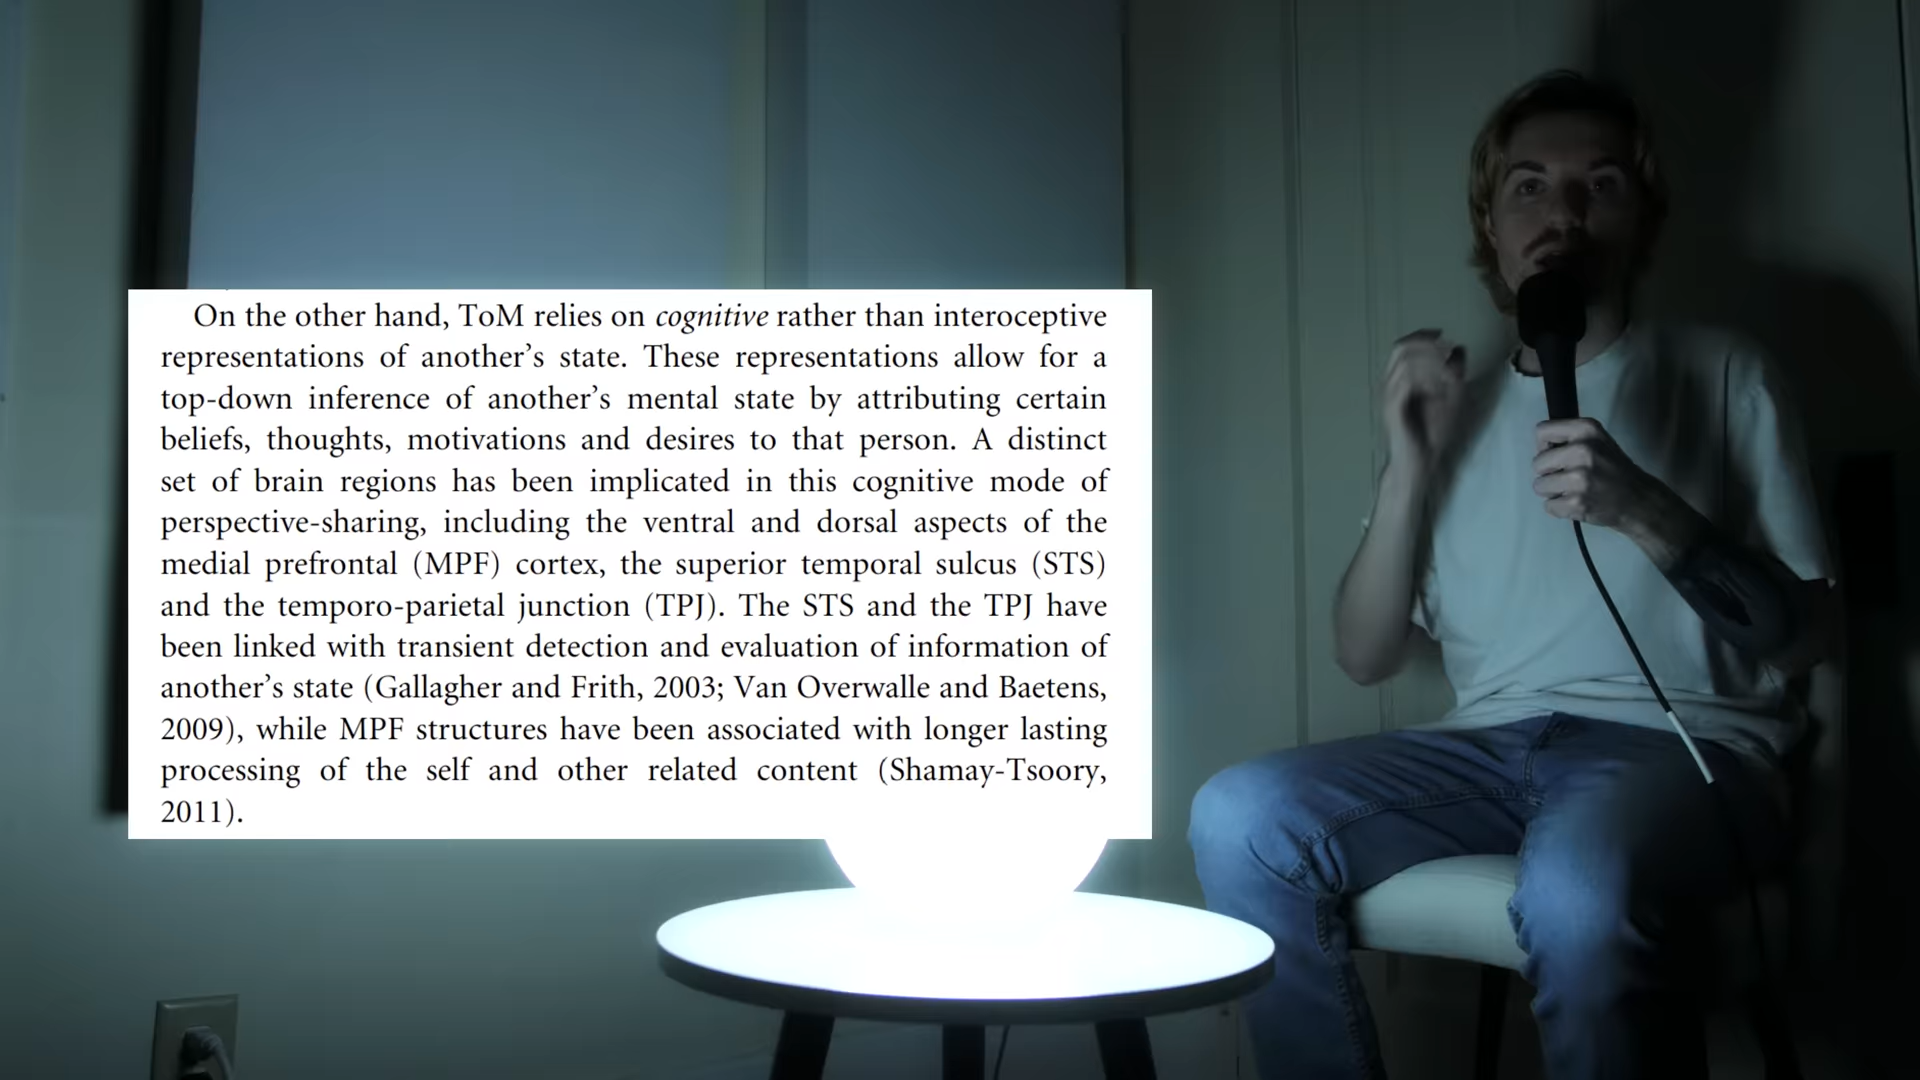 On the other hand, ToM relies on cognitive rather than interoceptive
representations of another's state. These representations allow for a
top-down inference of another's mental state by attributing certain
beliefs, thoughts, motivations and desires to that person. A distinct
set of brain regions has been implicated in this cognitive mode of
perspective-sharing, including the ventral and dorsal aspects of the
medial prefrontal (MPF) cortex, the superior temporal sulcus (STS)
and the temporo-parietal junction (TPJ). The STS and the TPJ have
been linked with transient detection and evaluation of information of
another's state (Gallagher and Frith, 2003; Van Overwalle and Baetens,
2009), while MPF structures have been associated with longer lasting
processing of the self and other related content (Shamay-Tsoory,
2011).